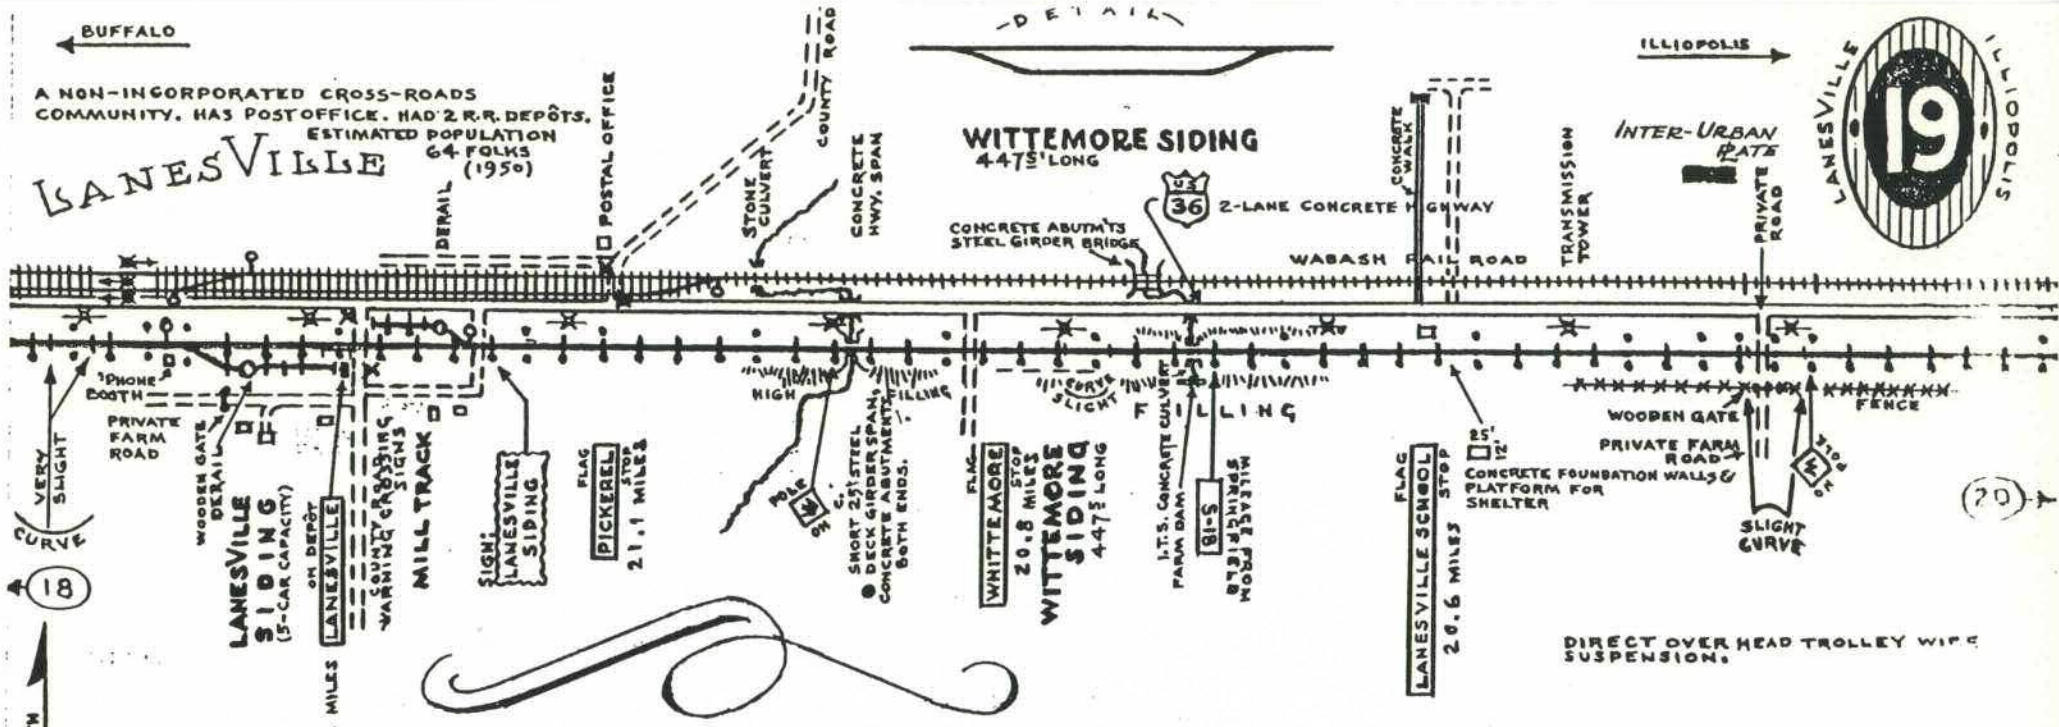 BUFFALO
A NON-INCORPORATED CROSS-ROADS
COMMUNITY. HAS POST OFFICE. HAD 2 R.R. DEPÔTS.
ESTIMATED POPULATION
64 FOLKS
(1950)
LANESVILLE
DERAIL
POSTAL OFFICE
STONE
CULVERT
COUNTY ROAD
CONCRETE
HWY. SPAN
DETAIL
WITTEMORE SIDING
447⁵' LONG
CONCRETE ABUTM'TS
STEEL GIRDER BRIDGE
US
36
2-LANE CONCRETE HIGHWAY
CONCRETE
WALK
WABASH RAIL ROAD
TRANSMISSION
TOWER
ILLIOPOLIS
INTER-URBAN
PRIVATE
ROAD
LANESVILLE
19
ILLIOPOLIS
VERY
SLIGHT
CURVE
18
'PHONE
BOOTH
PRIVATE
FARM
ROAD
WOODEN GATE
DERAIL
LANESVILLE
SIDING
(5-CAR CAPACITY)
ON DEPÔT
LANESVILLE
MILES
COUNTY ROAD
WARNING CROSSING
SIGNS
MILL TRACK
SIGN:
LANESVILLE
SIDING
FLAG
STOP
PICKEREL
21.1 MILES
HIGH
FILLING
ON
POLE
C.
SHORT 25' STEEL
DECK GIRDER SPAN,
CONCRETE ABUTMENTS
BOTH ENDS.
FLAG
STOP
WHITTEMORE
20.8 MILES
WITTEMORE
SIDING
447⁵ LONG
SLIGHT
CURVE
FILLING
I.T.S. CONCRETE CULVERT
FARM DAM
S-18
MILEAGE FROM
SPRINGFIELD
FLAG
STOP
LANESVILLE SCHOOL
20.6 MILES
25'
12'
CONCRETE FOUNDATION WALLS &
PLATFORM FOR
SHELTER
WOODEN GATE
FENCE
PRIVATE FARM
ROAD
SLIGHT
CURVE
ON
POLE
20
DIRECT OVER HEAD TROLLEY WIRE
SUSPENSION.